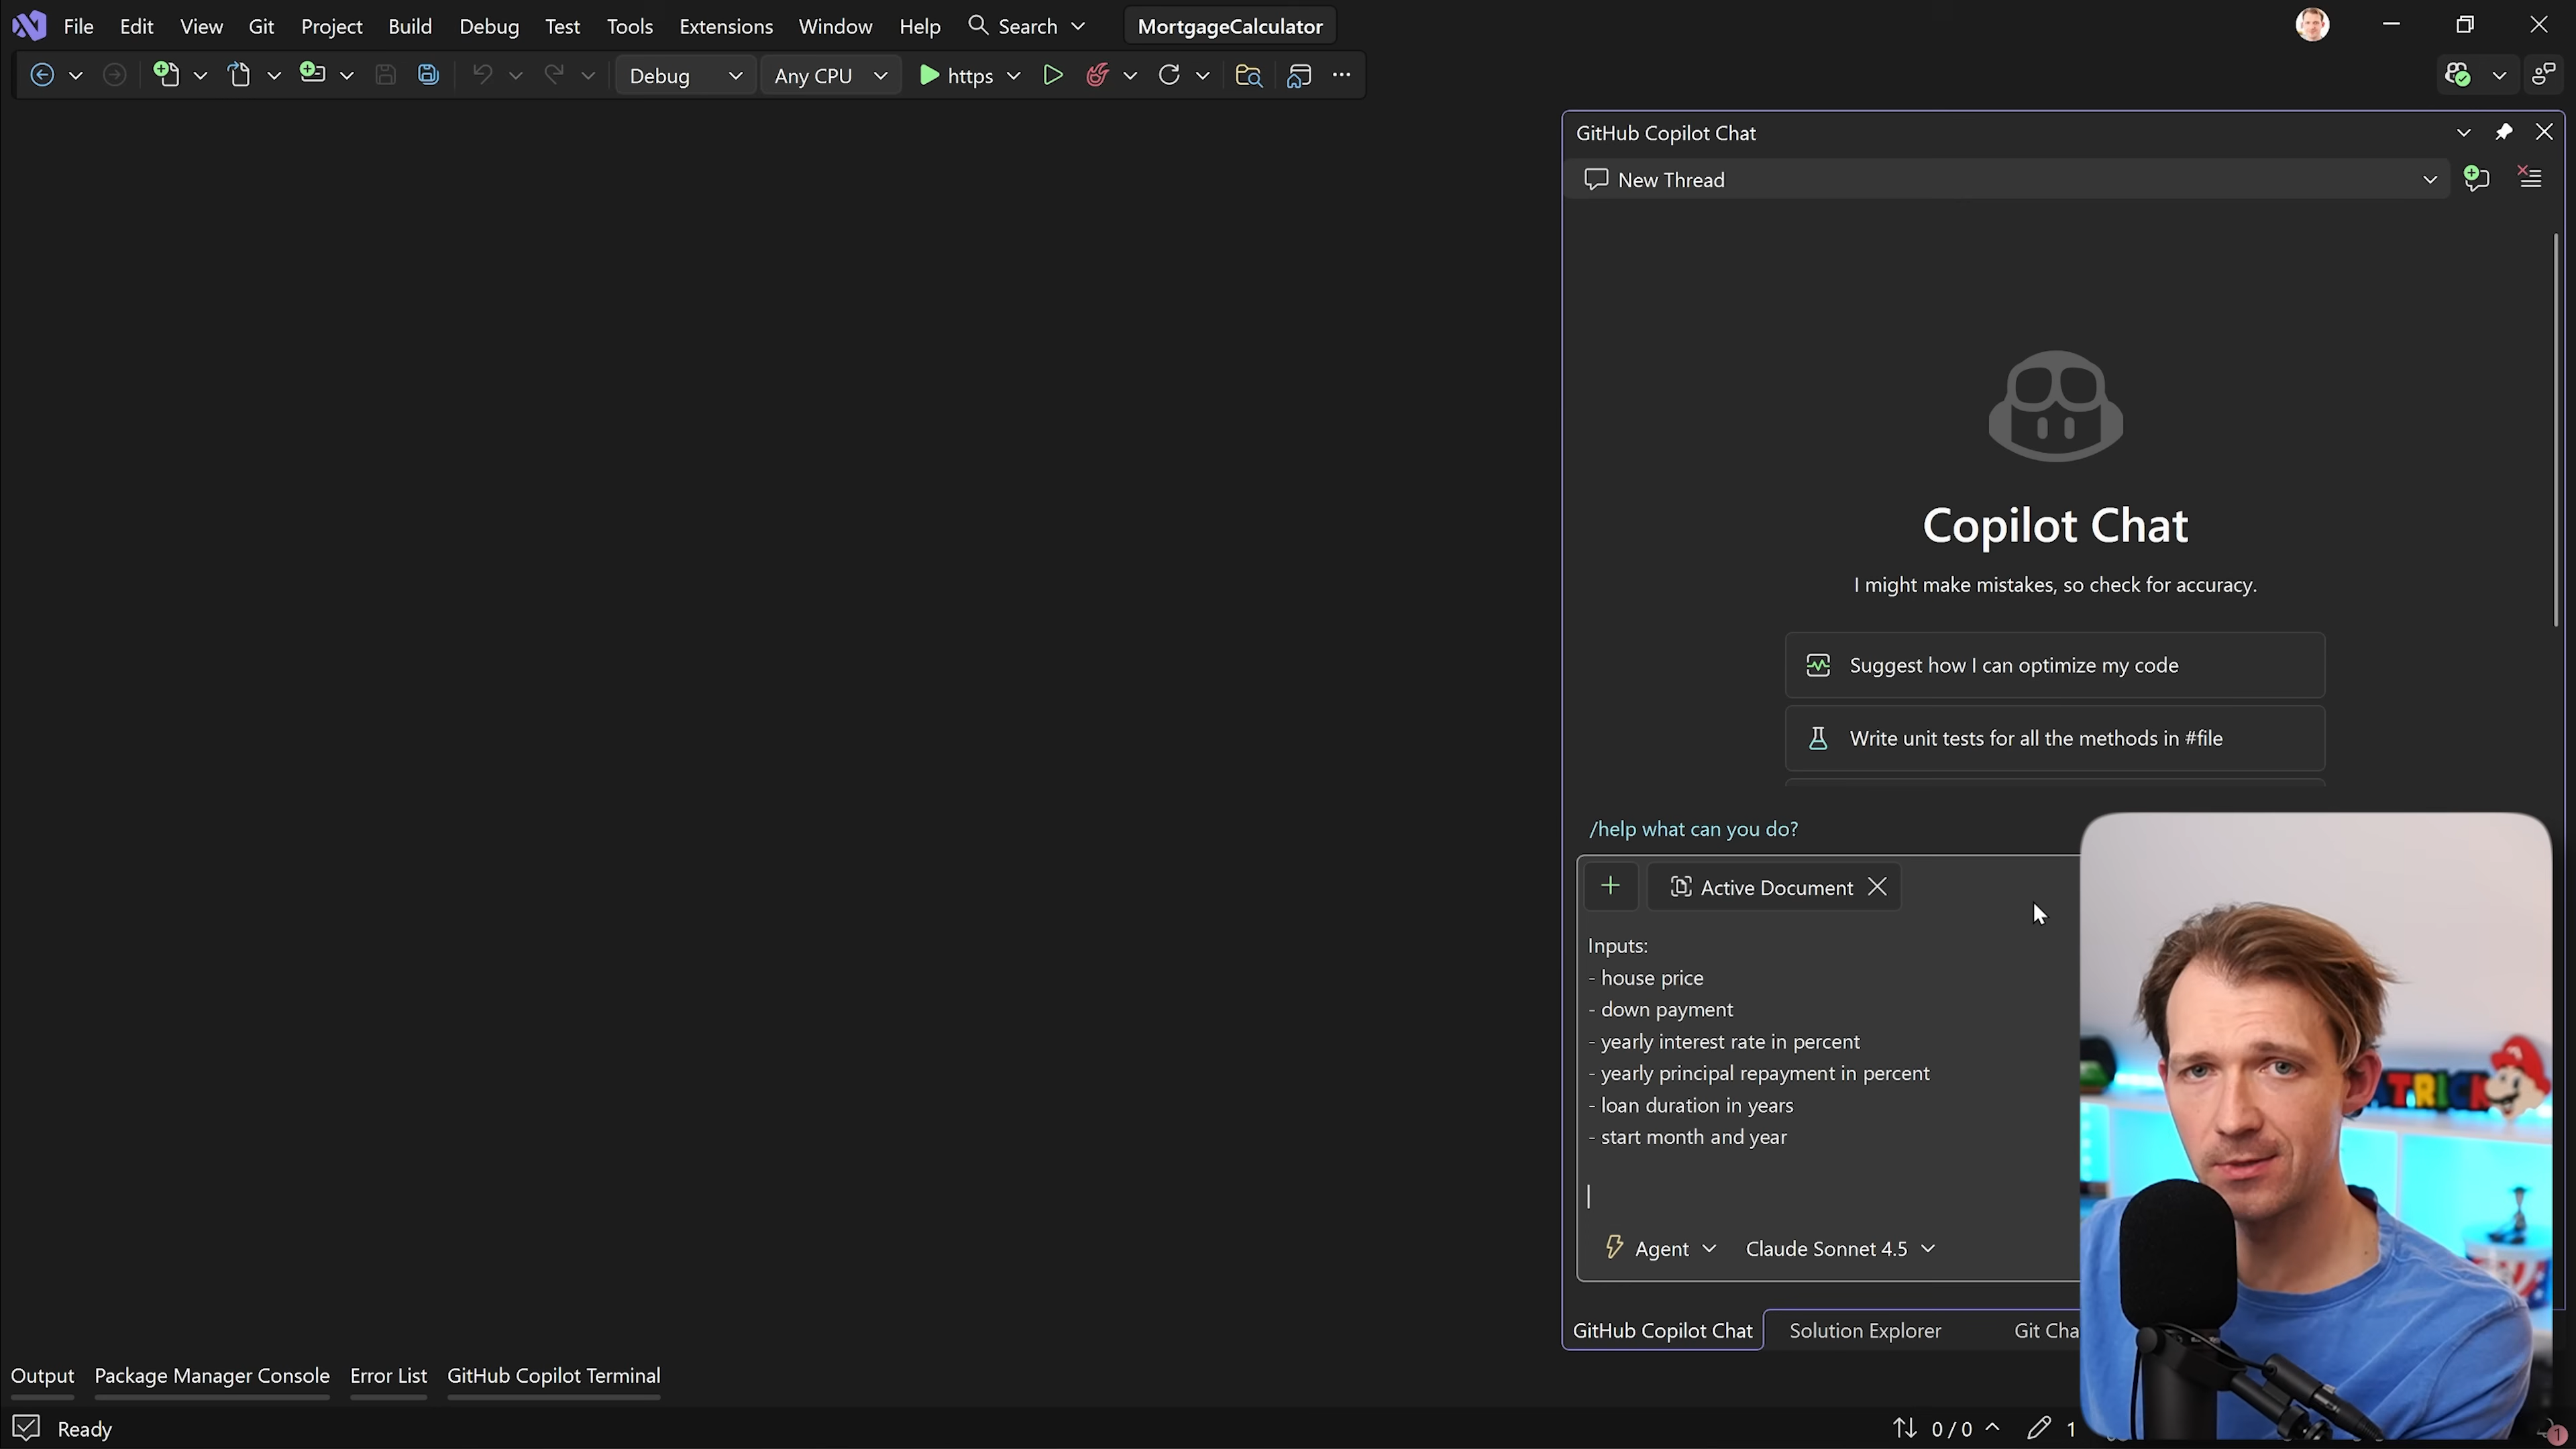 File Edit View Git Project Build Debug Test Tools Extensions Window Help Search MortgageCalculator
Debug Any CPU https
GitHub Copilot Chat
New Thread
Copilot Chat
I might make mistakes, so check for accuracy.
Suggest how I can optimize my code
Write unit tests for all the methods in #file
/help what can you do?
Active Document
Inputs:
- house price
- down payment
- yearly interest rate in percent
- yearly principal repayment in percent
- loan duration in years
- start month and year
Agent Claude Sonnet 4.5
GitHub Copilot Chat Solution Explorer Git Cha
ATRICK
Output Package Manager Console Error List GitHub Copilot Terminal
Ready 0 / 0 1
1